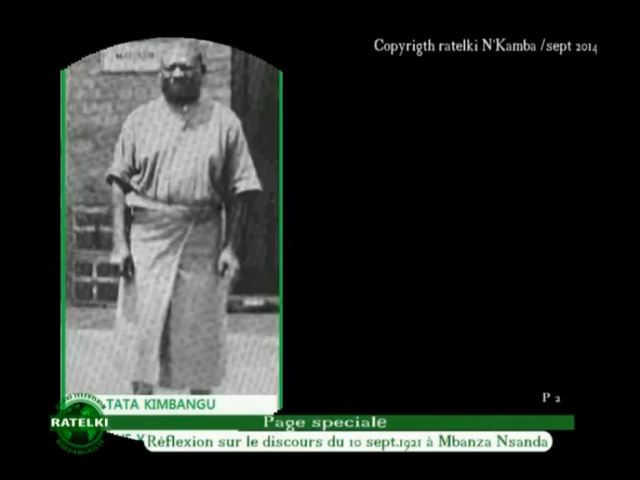 Copyrigth ratelki N'Kamba /sept 2014
TATA KIMBANGU
P 2
RATELKI
Page speciale
Réflexion sur le discours du 10 sept.1921 à Mbanza Nsanda